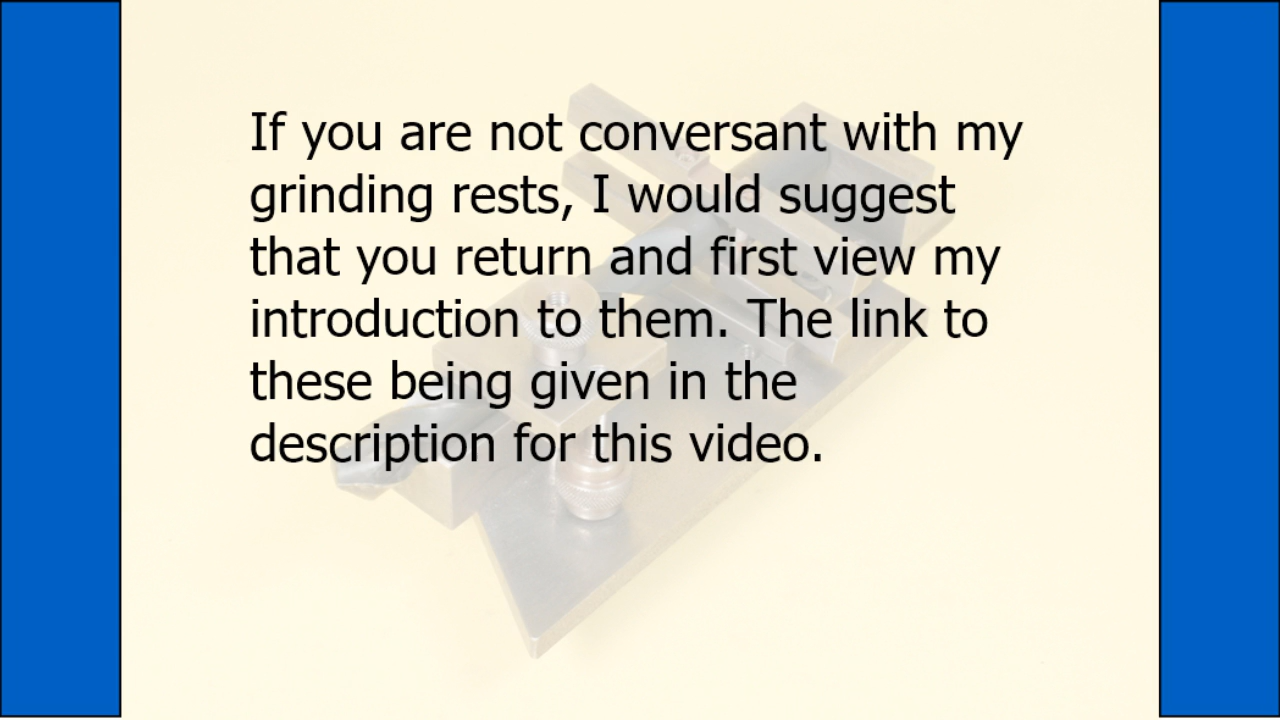 If you are not conversant with my
grinding rests, I would suggest
that you return and first view my
introduction to them. The link to
these being given in the
description for this video.